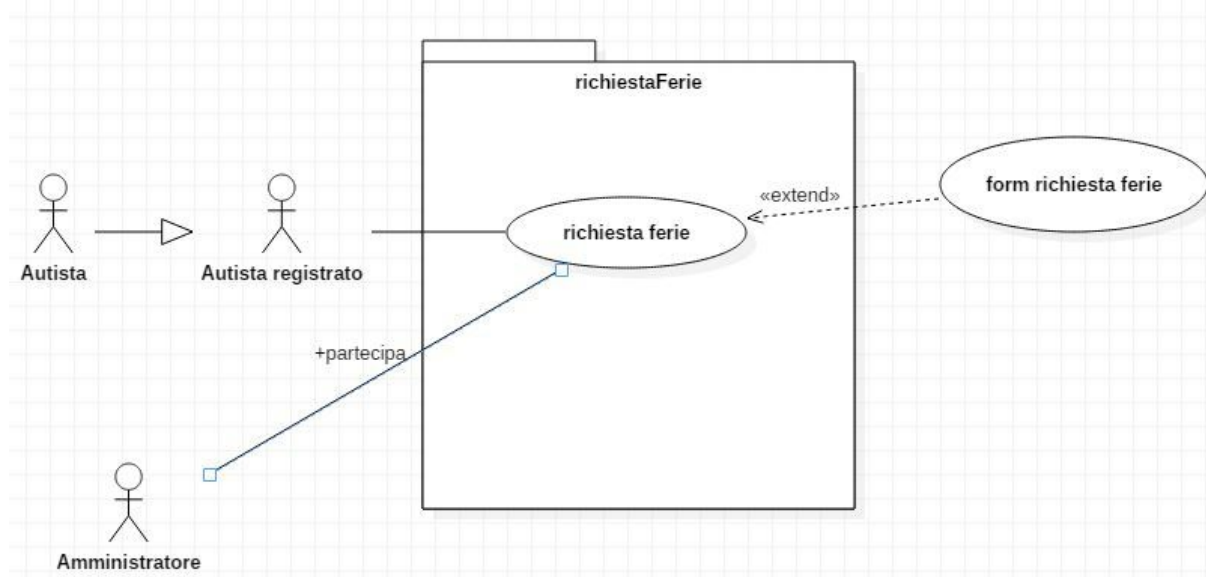 richiestaFerie
«extend»
form richiesta ferie
richiesta ferie
Autista
Autista registrato
+partecipa
Amministratore